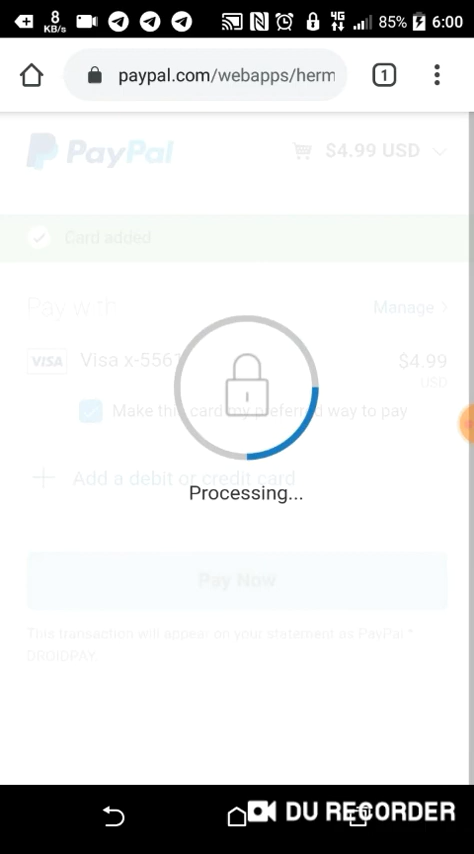 8
KB/s
4G
85%
6:00
paypal.com/webapps/herm
1
PayPal
$4.99 USD
Card added
Pay with
Manage
VISA
Visa x-5561
$4.99
USD
Make this card my preferred way to pay
Add a debit or credit card
Processing...
Pay Now
This transaction will appear on your statement as PayPal *
DROIDPAY
DU RECORDER